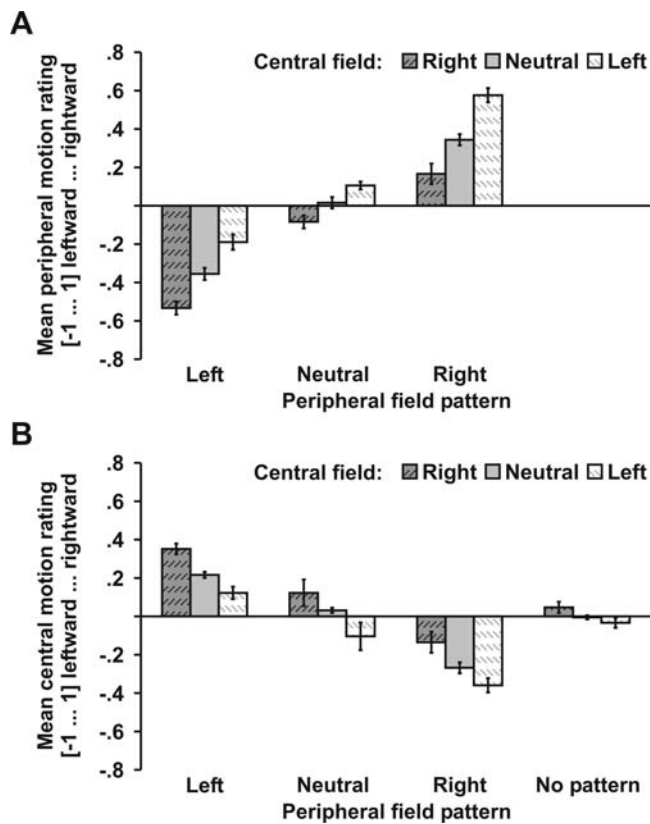 A
.8
.6
.4
.2
-.2
-.4
-.6
-.8
Mean peripheral motion rating
[-1 ... 1] leftward ... rightward
Central field: Right Neutral Left
Left Neutral Right
Peripheral field pattern
B
.8
.6
.4
.2
-.2
-.4
-.6
-.8
Mean central motion rating
[-1 ... 1] leftward ... rightward
Central field: Right Neutral Left
Left Neutral Right No pattern
Peripheral field pattern